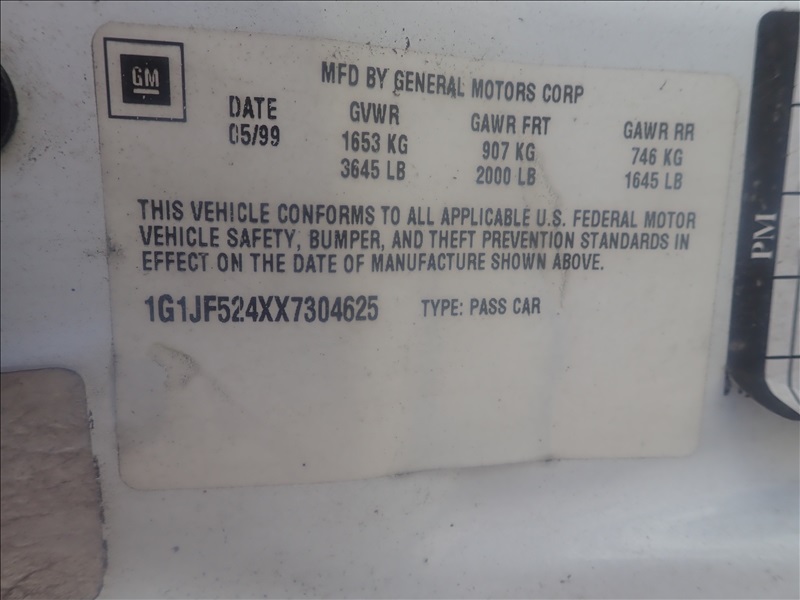 GM
MFD BY GENERAL MOTORS CORP
DATE GVWR GAWR FRT GAWR RR
05/99 1653 KG 907 KG 746 KG
3645 LB 2000 LB 1645 LB
THIS VEHICLE CONFORMS TO ALL APPLICABLE U.S. FEDERAL MOTOR
VEHICLE SAFETY, BUMPER, AND THEFT PREVENTION STANDARDS IN
EFFECT ON THE DATE OF MANUFACTURE SHOWN ABOVE.
1G1JF524XX7304625 TYPE: PASS CAR
PM